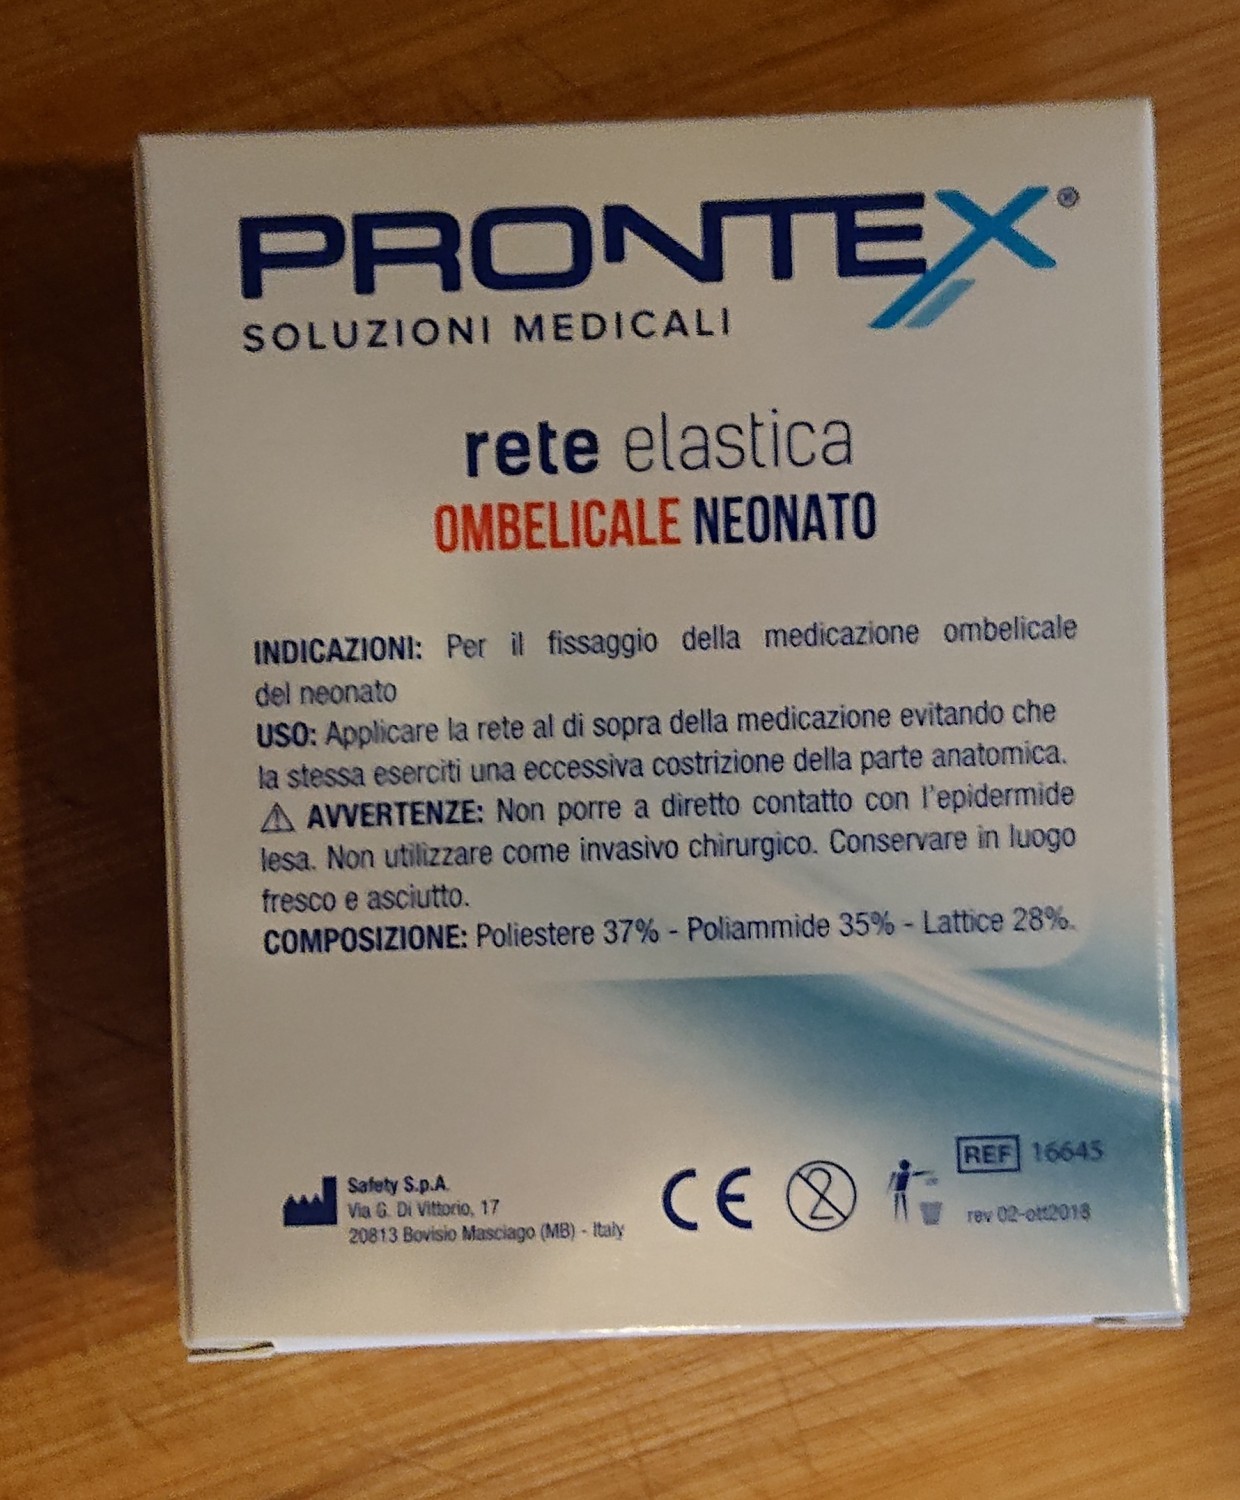 PRONTEX®
SOLUZIONI MEDICALI
rete elastica
OMBELICALE NEONATO
INDICAZIONI: Per il fissaggio della medicazione ombelicale
del neonato
USO: Applicare la rete al di sopra della medicazione evitando che
la stessa eserciti una eccessiva costrizione della parte anatomica.
⚠ AVVERTENZE: Non porre a diretto contatto con l'epidermide
lesa. Non utilizzare come invasivo chirurgico. Conservare in luogo
fresco e asciutto.
COMPOSIZIONE: Poliestere 37% - Poliammide 35% - Lattice 28%.
Safety S.p.A.
Via G. Di Vittorio, 17
20813 Bovisio Masciago (MB) - Italy
CE
2
REF 16645
rev 02-ott2018